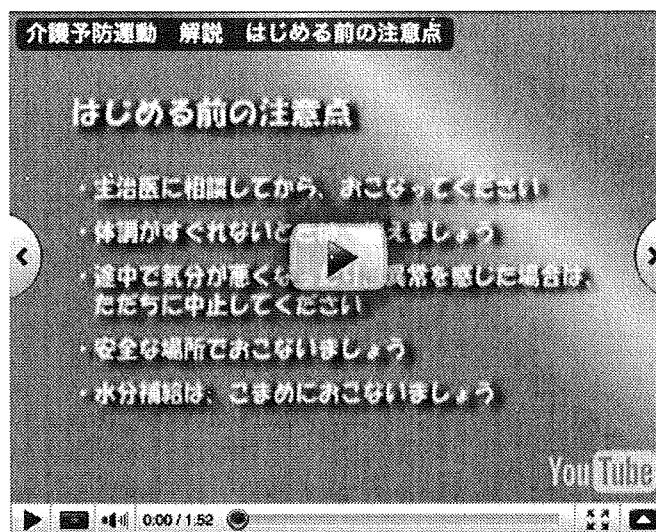 介護予防運動 解説 はじめる前の注意点
はじめる前の注意点
・主治医に相談してから、おこなってください
・体調がすぐれないと えましょう
・途中で気分が悪く 異常を感じた場合は、
ただちに中止してください
・安全な場所でおこないましょう
・水分補給は、こまめにおこないましょう
YouTube
0:00 / 1:52